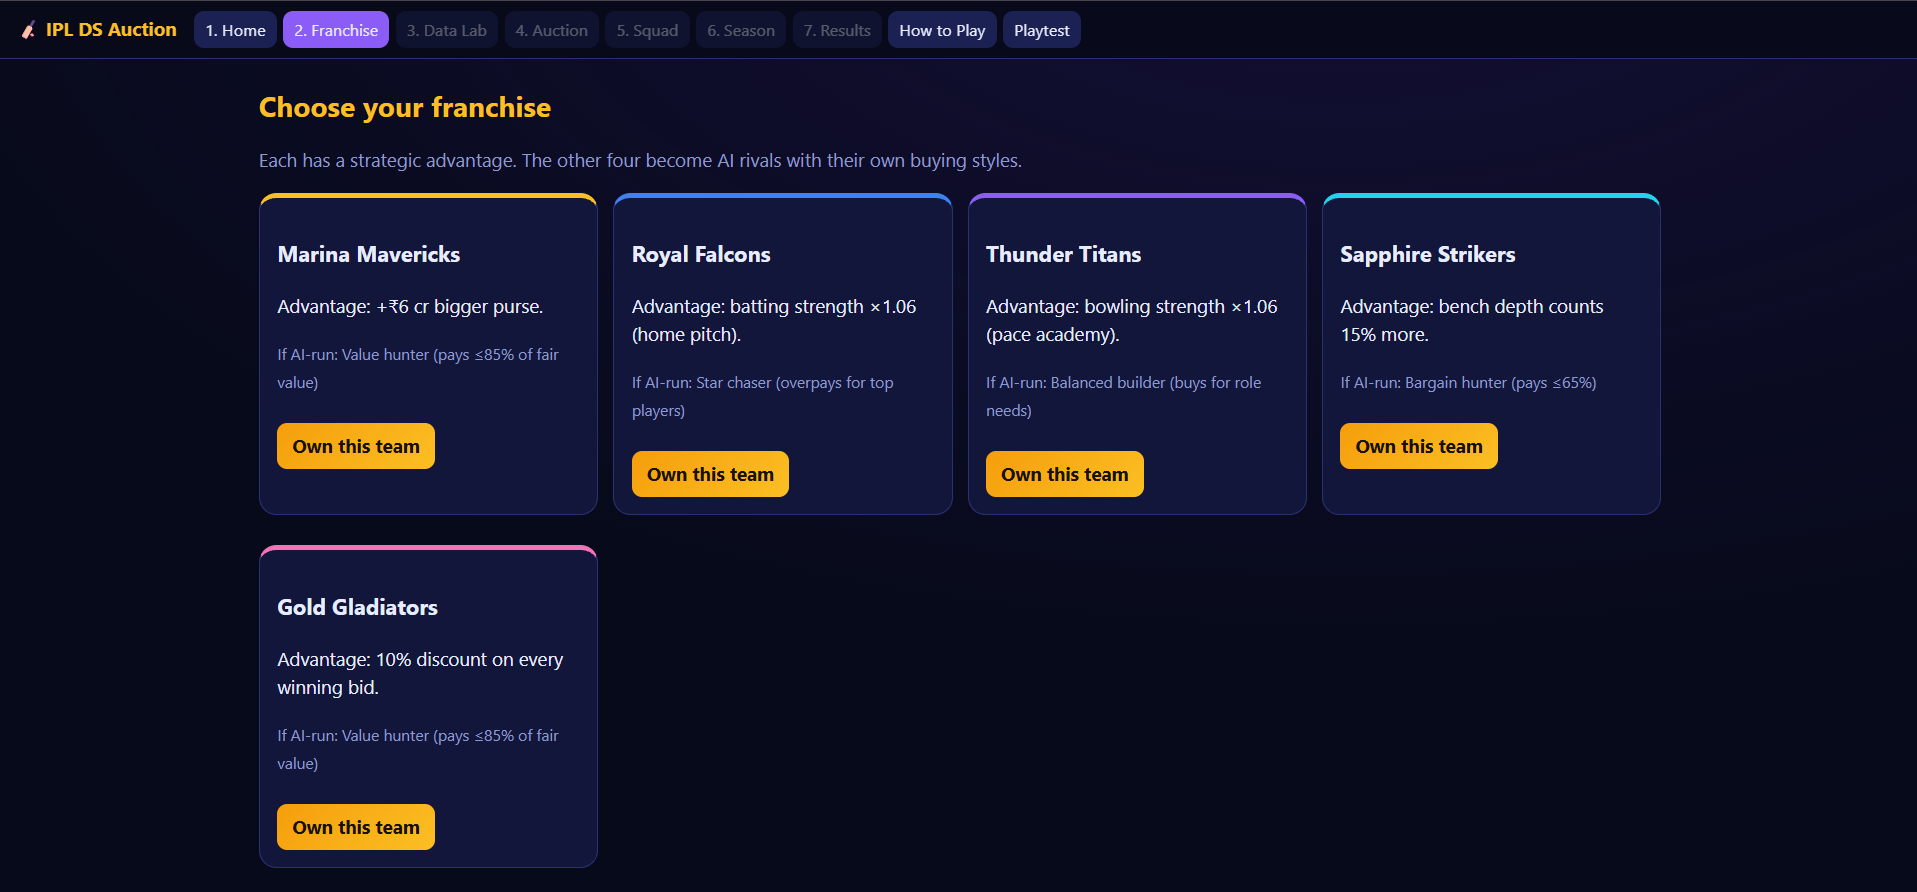 IPL DS Auction
1. Home
2. Franchise
3. Data Lab
4. Auction
5. Squad
6. Season
7. Results
How to Play
Playtest
Choose your franchise
Each has a strategic advantage. The other four become AI rivals with their own buying styles.
Marina Mavericks
Advantage: +₹6 cr bigger purse.
If AI-run: Value hunter (pays ≤85% of fair
value)
Own this team
Royal Falcons
Advantage: batting strength ×1.06
(home pitch).
If AI-run: Star chaser (overpays for top
players)
Own this team
Thunder Titans
Advantage: bowling strength ×1.06
(pace academy).
If AI-run: Balanced builder (buys for role
needs)
Own this team
Sapphire Strikers
Advantage: bench depth counts
15% more.
If AI-run: Bargain hunter (pays ≤65%)
Own this team
Gold Gladiators
Advantage: 10% discount on every
winning bid.
If AI-run: Value hunter (pays ≤85% of fair
value)
Own this team